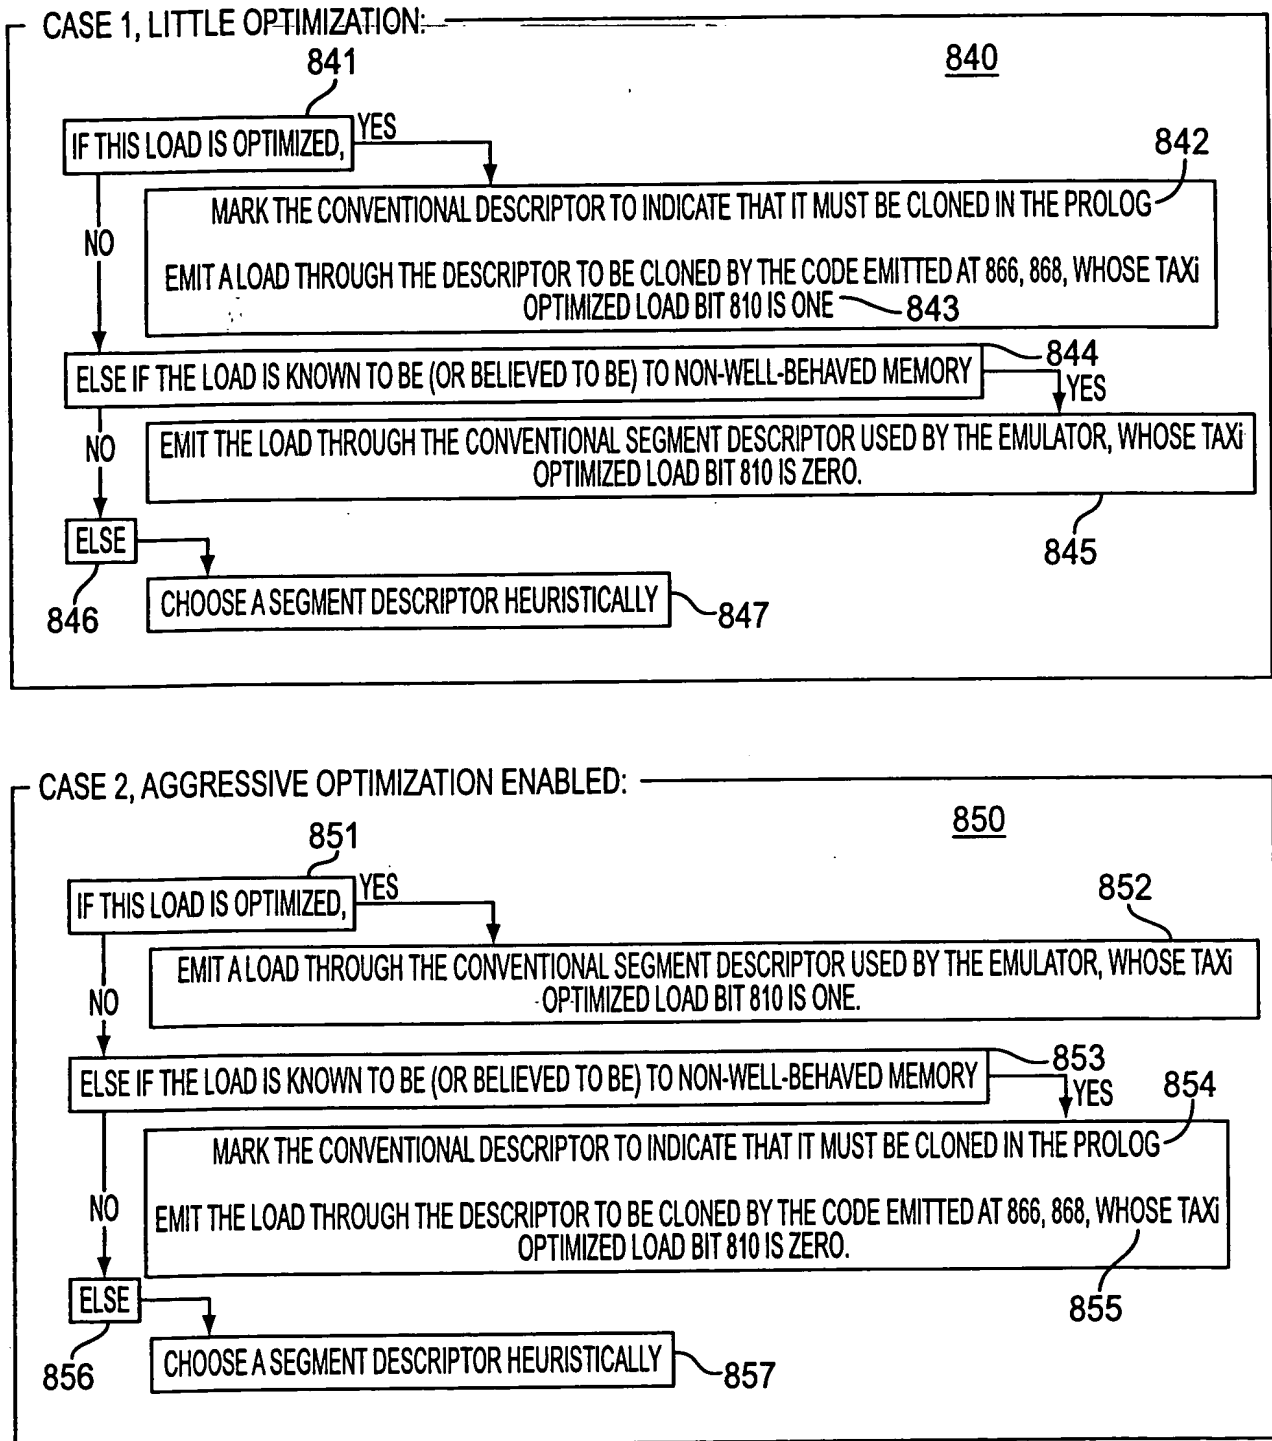 CASE 1, LITTLE OPTIMIZATION:
840
841
IF THIS LOAD IS OPTIMIZED,
YES
842
MARK THE CONVENTIONAL DESCRIPTOR TO INDICATE THAT IT MUST BE CLONED IN THE PROLOG
NO
EMIT A LOAD THROUGH THE DESCRIPTOR TO BE CLONED BY THE CODE EMITTED AT 866, 868, WHOSE TAXi
OPTIMIZED LOAD BIT 810 IS ONE
843
844
ELSE IF THE LOAD IS KNOWN TO BE (OR BELIEVED TO BE) TO NON-WELL-BEHAVED MEMORY
YES
NO
EMIT THE LOAD THROUGH THE CONVENTIONAL SEGMENT DESCRIPTOR USED BY THE EMULATOR, WHOSE TAXi
OPTIMIZED LOAD BIT 810 IS ZERO.
845
ELSE
846
CHOOSE A SEGMENT DESCRIPTOR HEURISTICALLY
847
CASE 2, AGGRESSIVE OPTIMIZATION ENABLED:
850
851
IF THIS LOAD IS OPTIMIZED,
YES
852
EMIT A LOAD THROUGH THE CONVENTIONAL SEGMENT DESCRIPTOR USED BY THE EMULATOR, WHOSE TAXi
OPTIMIZED LOAD BIT 810 IS ONE.
NO
853
ELSE IF THE LOAD IS KNOWN TO BE (OR BELIEVED TO BE) TO NON-WELL-BEHAVED MEMORY
YES
854
MARK THE CONVENTIONAL DESCRIPTOR TO INDICATE THAT IT MUST BE CLONED IN THE PROLOG
NO
EMIT THE LOAD THROUGH THE DESCRIPTOR TO BE CLONED BY THE CODE EMITTED AT 866, 868, WHOSE TAXi
OPTIMIZED LOAD BIT 810 IS ZERO.
855
ELSE
856
CHOOSE A SEGMENT DESCRIPTOR HEURISTICALLY
857